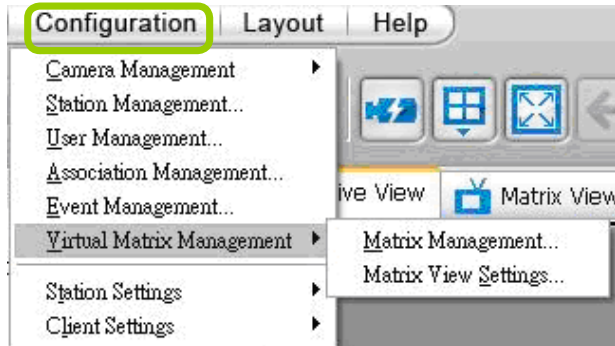 Configuration Layout Help
Camera Management
Station Management...
User Management...
Association Management...
Event Management...
ive View Matrix View
Virtual Matrix Management
Matrix Management...
Matrix View Settings...
Station Settings
Client Settings